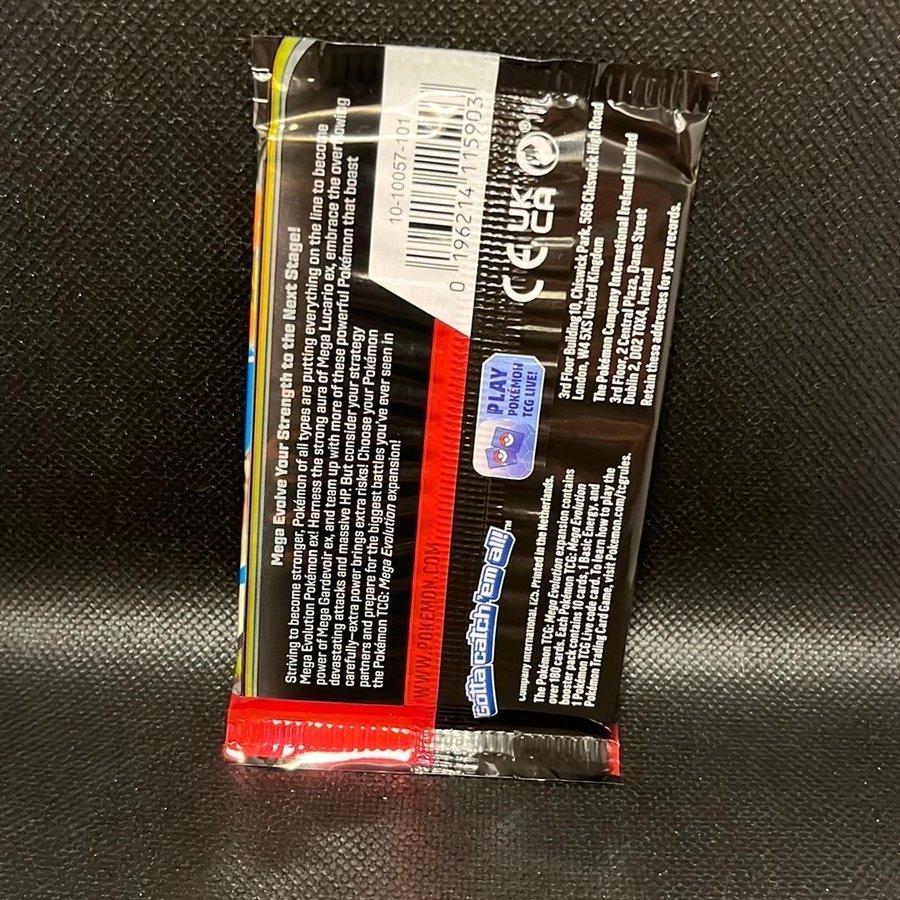 Mega Evolve Your Strength to the Next Stage!
Striving to become stronger, Pokémon of all types are putting everything on the line to become
Mega Evolution Pokémon ex! Harness the strong aura of Mega Lucario ex, embrace the overflowing
power of Mega Gardevoir ex, and team up with more of these powerful Pokémon that boast
devastating attacks and massive HP. But consider your strategy
carefully—extra power brings extra risks! Choose your Pokémon
partners and prepare for the biggest battles you've ever seen in
the Pokémon TCG: Mega Evolution expansion!
WWW.POKEMON.COM
10-10057-101
0 196214 115903
CE UK CA
PLAY
POKÉMON
TCG LIVE!
Gotta catch 'em all!™
Company International, Printed in the Netherlands.
The Pokémon TCG: Mega Evolution expansion contains
over 180 cards. Each Pokémon TCG: Mega Evolution
booster pack contains 10 cards, 1 Basic Energy, and
1 Pokémon TCG Live code card. To learn how to play the
Pokémon Trading Card Game, visit Pokemon.com/tcgrules.
3rd Floor Building 10, Chiswick Park, 566 Chiswick High Road
London, W4 5XS United Kingdom
The Pokémon Company International Ireland Limited
3rd Floor, 2 Central Plaza, Dame Street
Dublin 2, D02 T0X4, Ireland
Retain these addresses for your records.